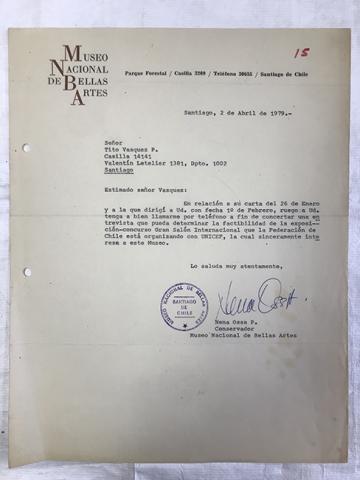 15
MUSEO
NACIONAL
DE BELLAS
ARTES
Parque Forestal / Casilla 3209 / Teléfono 30655 / Santiago de Chile
Santiago, 2 de Abril de 1979.-
Señor
Tito Vasquez P.
Casilla 14141
Valentín Letelier 1381, Dpto. 1002
Santiago
Estimado señor Vazquez:
En relación a su carta del 26 de Enero
y a la que dirigí a Ud. con fecha 1º de Febrero, ruego a Ud.
tenga a bien llamarme por teléfono a fin de concertar una en
trevista que pueda determinar la factibilidad de la exposi-
ción-concurso Gran Salón Internacional que la Federación de
Chile está organizando con UNICEF, la cual sinceramente inte
resa a este Museo.
Lo saluda muy atentamente,
MUSEO NACIONAL DE BELLAS ARTES
SANTIAGO
DE
CHILE
Nena Ossa
Nena Ossa P.
Conservador
Museo Nacional de Bellas Artes